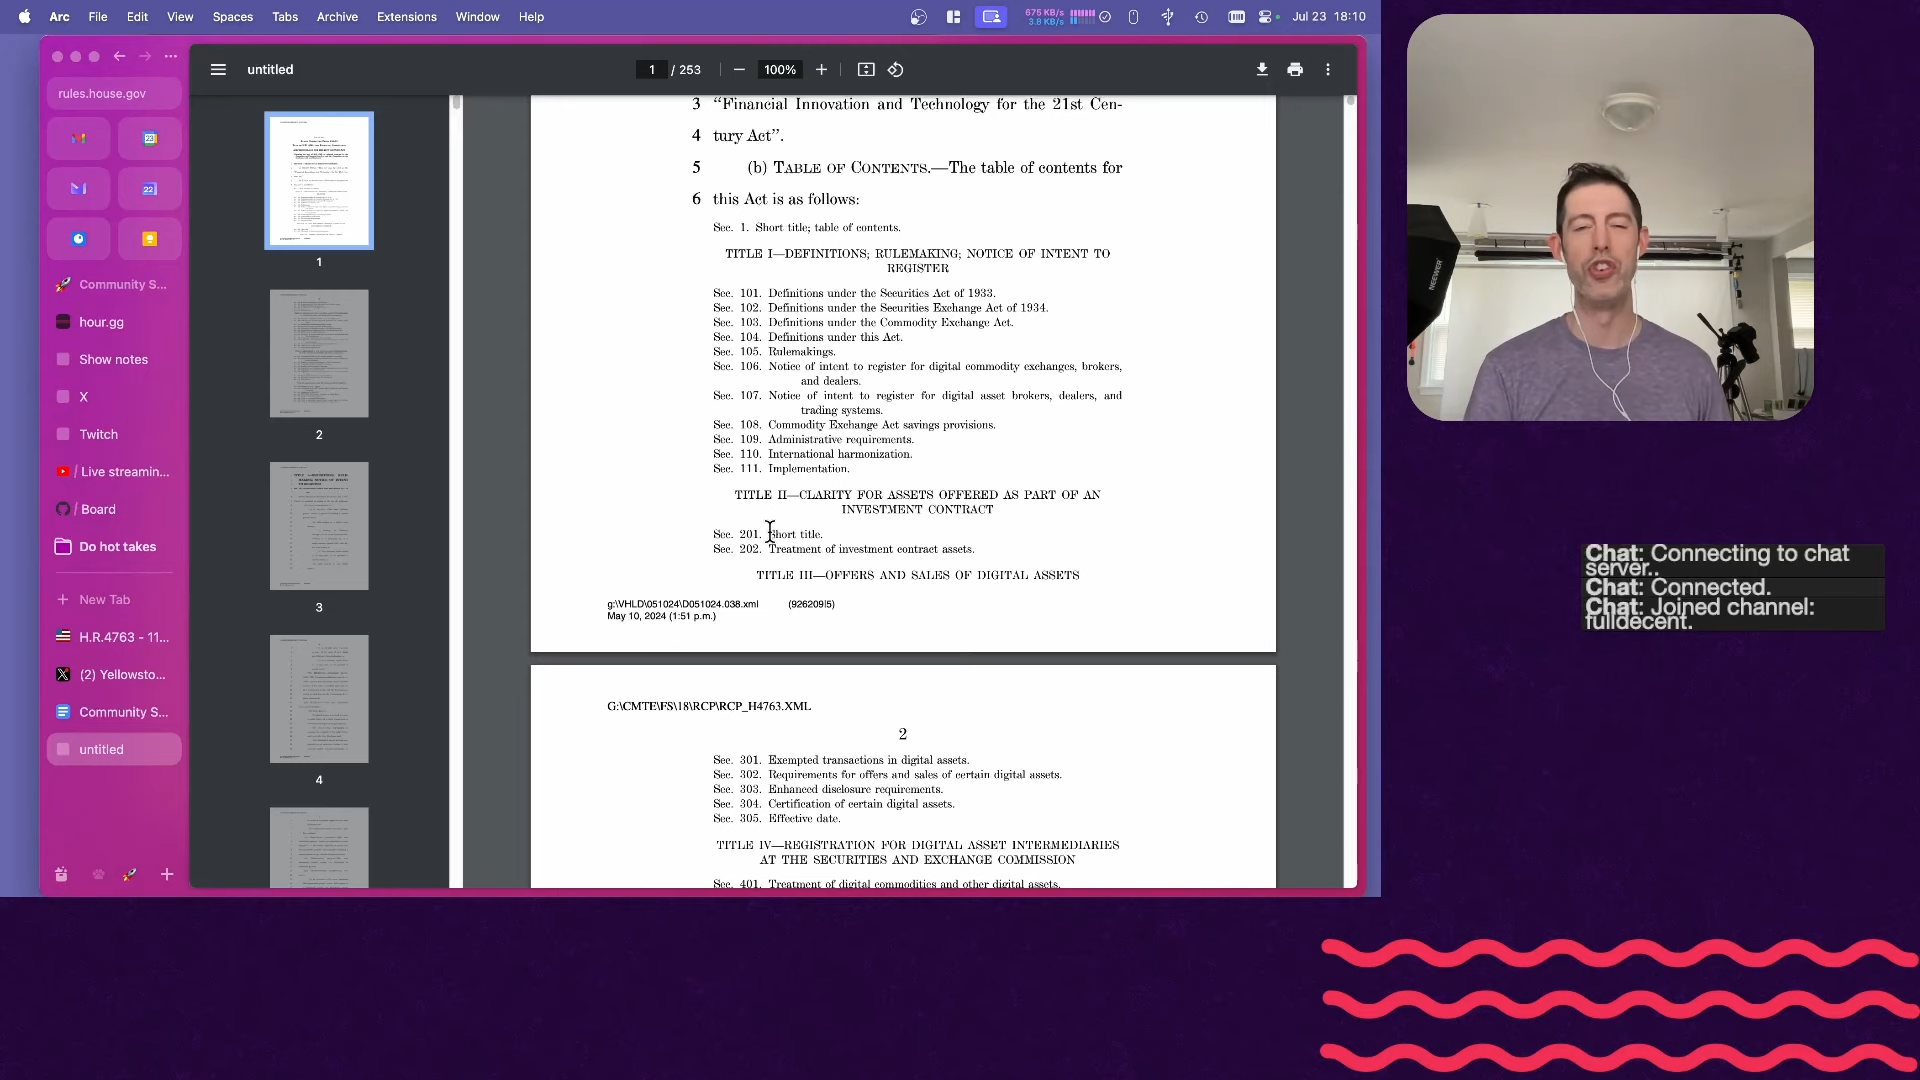 Arc File Edit View Spaces Tabs Archive Extensions Window Help
675 KB/s
3.8 KB/s
Jul 23 18:10
rules.house.gov
23
22
Community S...
hour.gg
Show notes
X
Twitch
/ Live streamin...
/ Board
Do hot takes
New Tab
H.R.4763 - 11...
(2) Yellowsto...
Community S...
untitled
untitled
1 / 253
100%
1
2
3
4
3 “Financial Innovation and Technology for the 21st Cen-
4 tury Act”.
5 (b) TABLE OF CONTENTS.—The table of contents for
6 this Act is as follows:
Sec. 1. Short title; table of contents.
TITLE I—DEFINITIONS; RULEMAKING; NOTICE OF INTENT TO
REGISTER
Sec. 101. Definitions under the Securities Act of 1933.
Sec. 102. Definitions under the Securities Exchange Act of 1934.
Sec. 103. Definitions under the Commodity Exchange Act.
Sec. 104. Definitions under this Act.
Sec. 105. Rulemakings.
Sec. 106. Notice of intent to register for digital commodity exchanges, brokers,
and dealers.
Sec. 107. Notice of intent to register for digital asset brokers, dealers, and
trading systems.
Sec. 108. Commodity Exchange Act savings provisions.
Sec. 109. Administrative requirements.
Sec. 110. International harmonization.
Sec. 111. Implementation.
TITLE II—CLARITY FOR ASSETS OFFERED AS PART OF AN
INVESTMENT CONTRACT
Sec. 201. Short title.
Sec. 202. Treatment of investment contract assets.
TITLE III—OFFERS AND SALES OF DIGITAL ASSETS
g:\VHLD\051024\D051024.038.xml (926209|5)
May 10, 2024 (1:51 p.m.)
G:\CMTE\FS\18\RCP\RCP_H4763.XML
2
Sec. 301. Exempted transactions in digital assets.
Sec. 302. Requirements for offers and sales of certain digital assets.
Sec. 303. Enhanced disclosure requirements.
Sec. 304. Certification of certain digital assets.
Sec. 305. Effective date.
TITLE IV—REGISTRATION FOR DIGITAL ASSET INTERMEDIARIES
AT THE SECURITIES AND EXCHANGE COMMISSION
Sec. 401. Treatment of digital commodities and other digital assets.
NEEWER
Chat: Connecting to chat
server..
Chat: Connected.
Chat: Joined channel:
fulldecent.